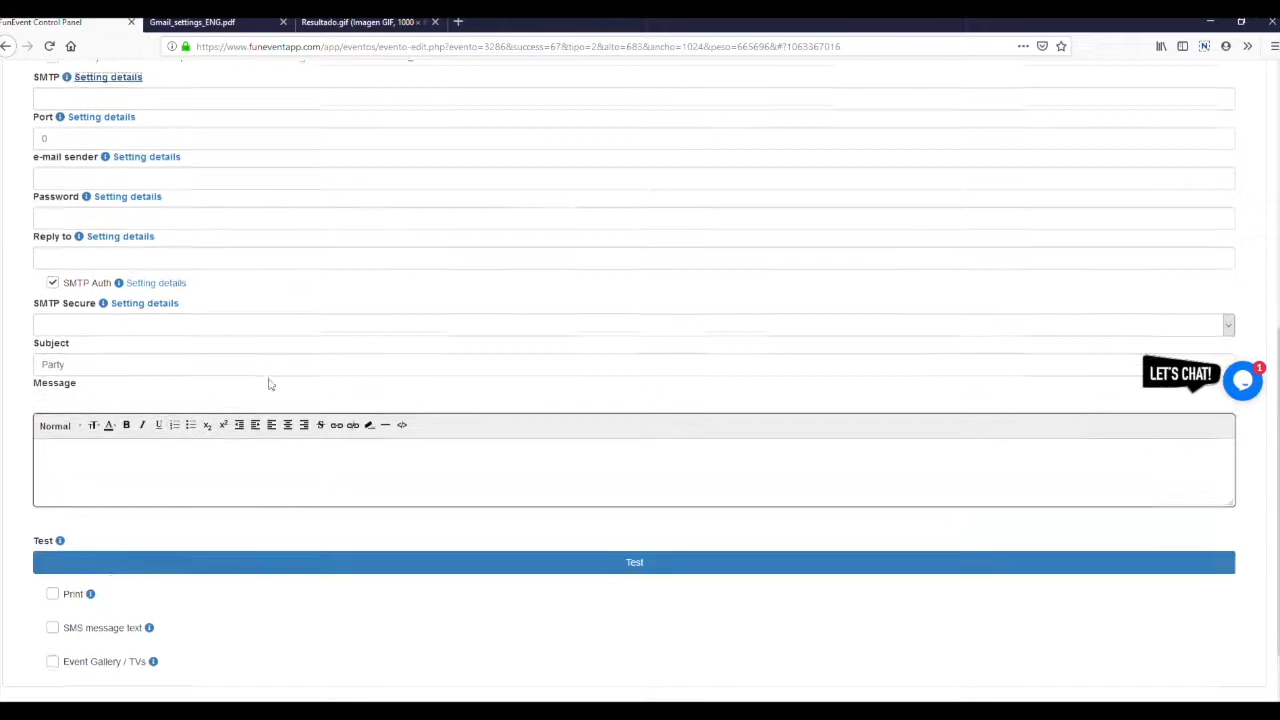 FunEvent Control Panel
Gmail_settings_ENG.pdf
Resultado.gif (Imagen GIF, 1000 ×
https://www.funeventapp.com/app/eventos/evento-edit.php?evento=3286&success=67&tipo=2&alto=683&ancho=1024&peso=665696&#?1063367016
SMTP Setting details
Port Setting details
0
e-mail sender Setting details
Password Setting details
Reply to Setting details
SMTP Auth Setting details
SMTP Secure Setting details
Subject
Party
Message
LET'S CHAT!
1
Normal
Test
Test
Print
SMS message text
Event Gallery / TVs